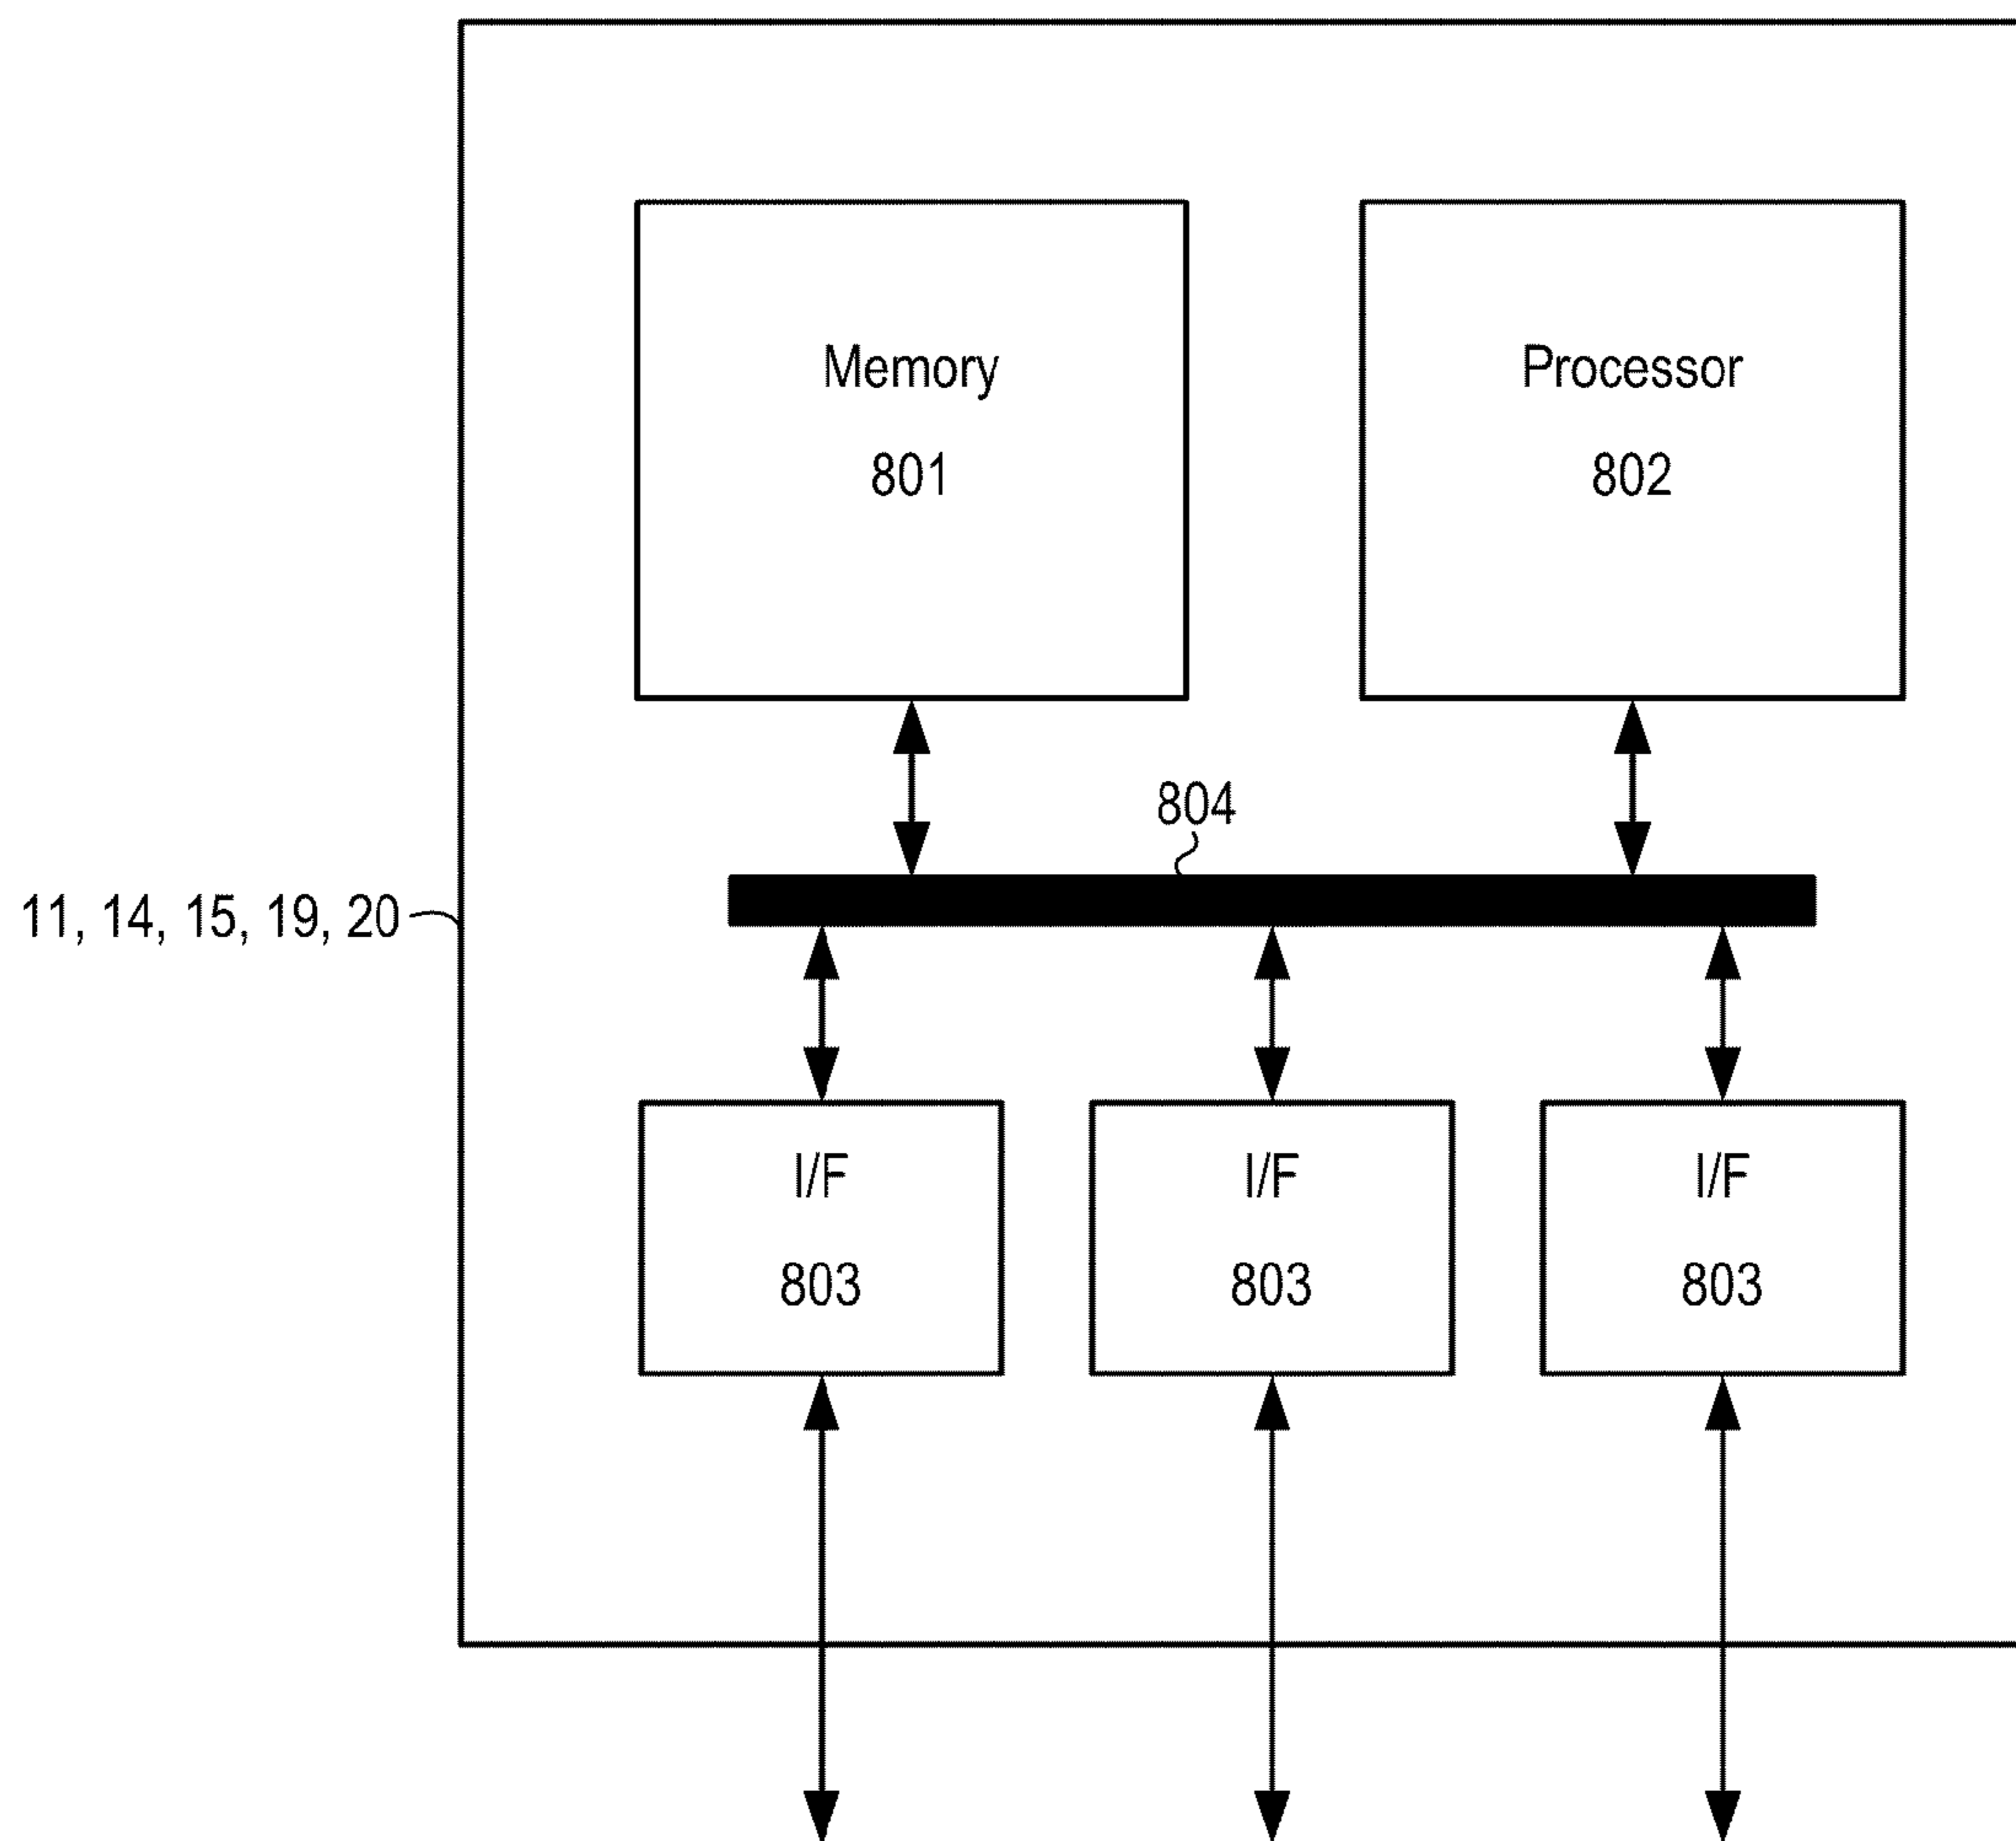 Memory
801
Processor
802
804
11, 14, 15, 19, 20
I/F
803
I/F
803
I/F
803